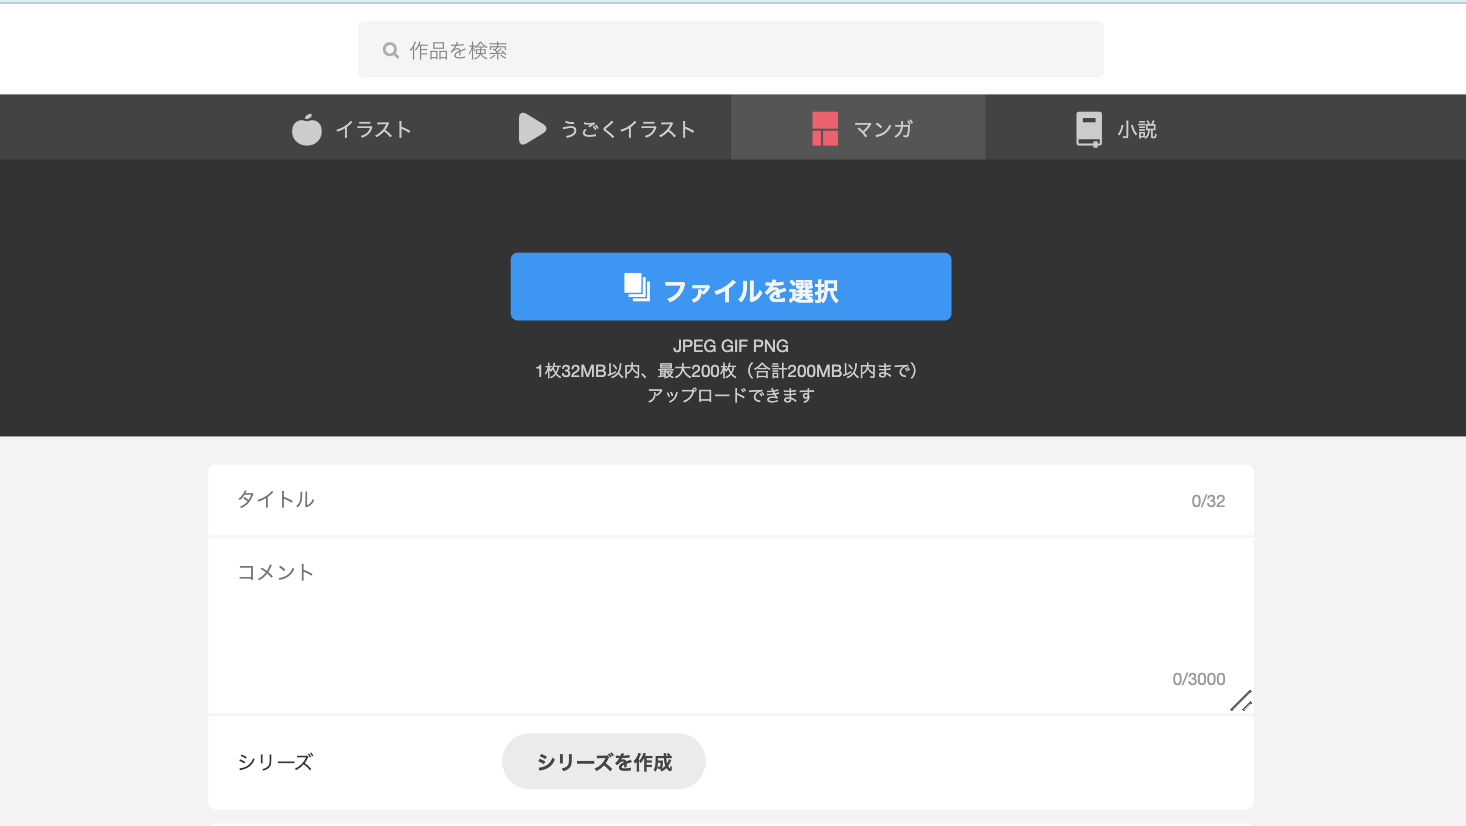 作品を検索
イラスト うごくイラスト マンガ 小説
ファイルを選択
JPEG GIF PNG
1枚32MB以内、最大200枚（合計200MB以内まで）
アップロードできます
タイトル 0/32
コメント
0/3000
シリーズ シリーズを作成